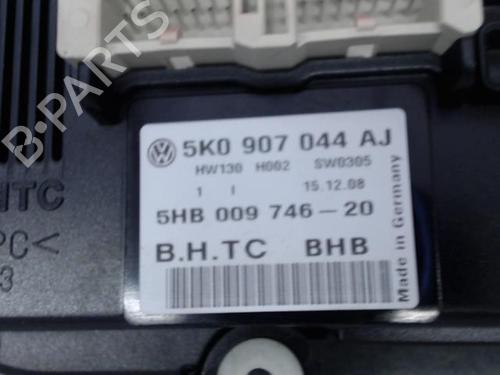 B-Parts
5K0 907 044 AJ
HW130 H002 SW0305
1 I 15.12.08
5HB 009 746-20
B.H.TC BHB
Made in Germany
HTC
PC<
3